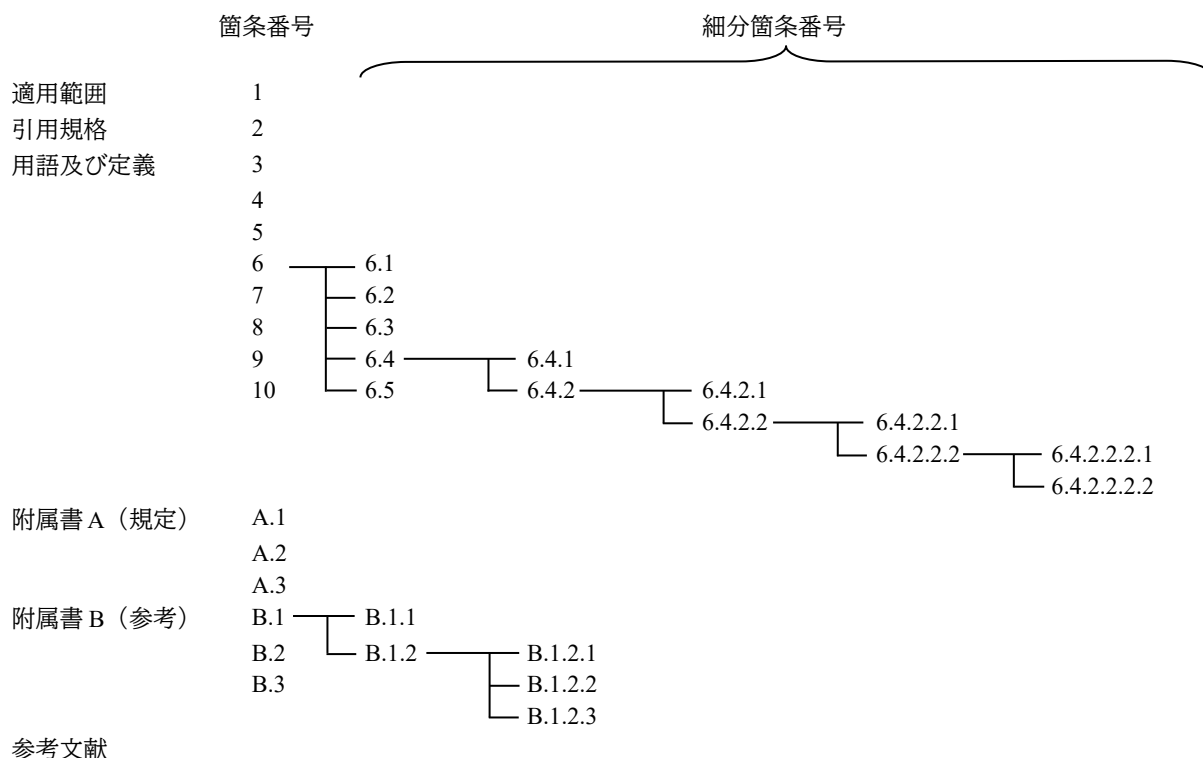 箇条番号 細分箇条番号
適用範囲 1
引用規格 2
用語及び定義 3
4
5
6 6.1
7 6.2
8 6.3
9 6.4 6.4.1
10 6.5 6.4.2 6.4.2.1
6.4.2.2 6.4.2.2.1
6.4.2.2.2 6.4.2.2.2.1
6.4.2.2.2.2
附属書 A（規定） A.1
A.2
A.3
附属書 B（参考） B.1 B.1.1
B.2 B.1.2 B.1.2.1
B.3 B.1.2.2
B.1.2.3
参考文献